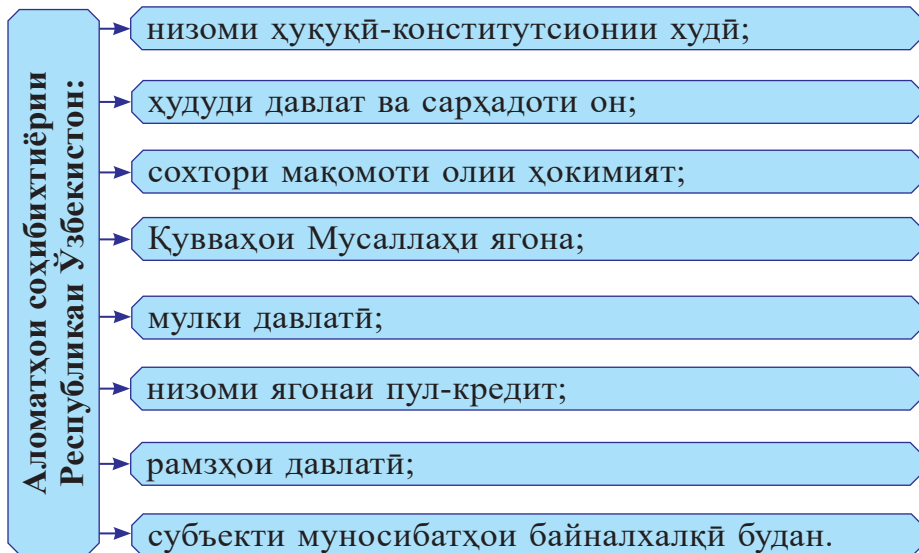 Аломатҳои соҳибихтиёрии
Республикаи Ўзбекистон:
низоми ҳуқуқӣ-конститутсионии худӣ;
ҳудуди давлат ва сарҳадоти он;
сохтори мақомоти олии ҳокимият;
Қувваҳои Мусаллаҳи ягона;
мулки давлатӣ;
низоми ягонаи пул-кредит;
рамзҳои давлатӣ;
субъекти муносибатҳои байналхалқӣ будан.